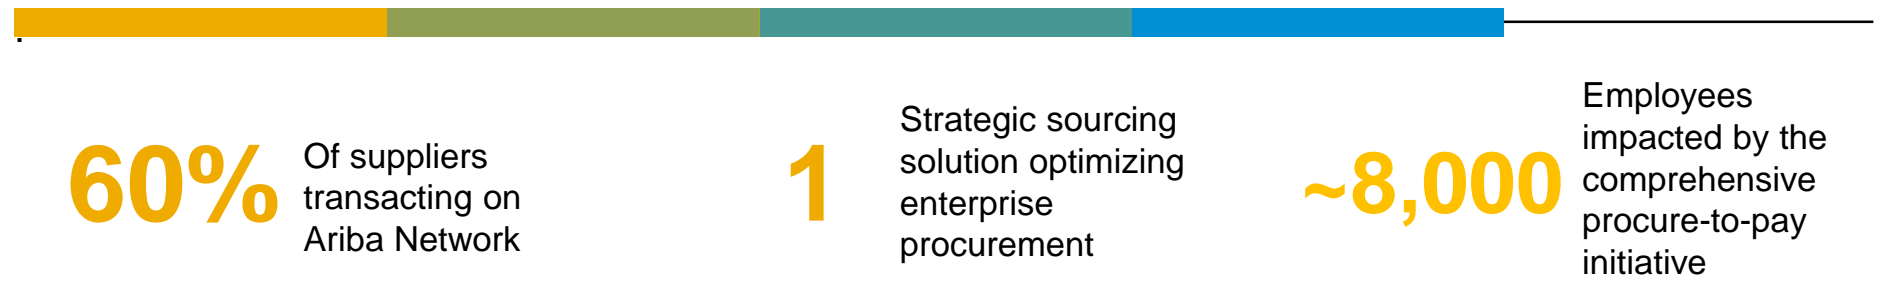 60%
Of suppliers
transacting on
Ariba Network
1
Strategic sourcing
solution optimizing
enterprise
procurement
~8,000
Employees
impacted by the
comprehensive
procure-to-pay
initiative